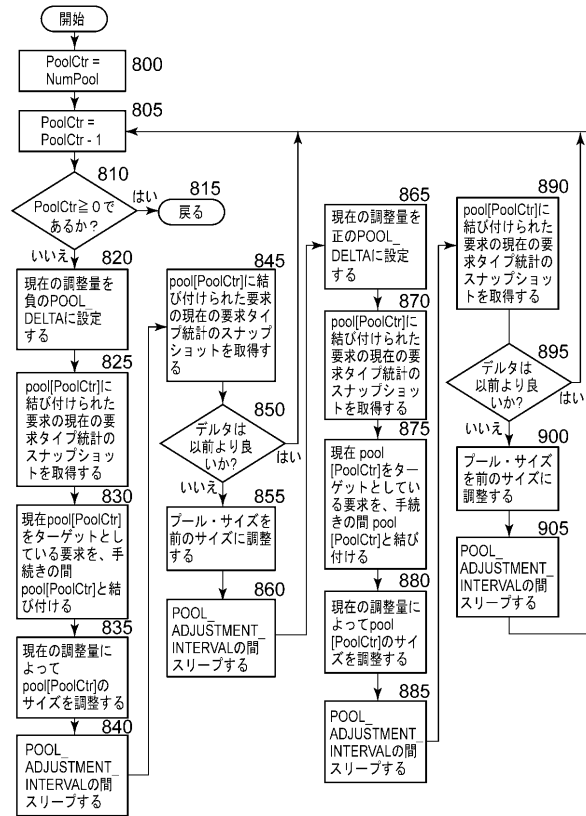 開始
PoolCtr =
NumPool
800
805
PoolCtr =
PoolCtr - 1
810
PoolCtr≧0で
あるか?
はい
815
戻る
いいえ
820
現在の調整量を
負のPOOL_
DELTAに設定
する
825
pool[PoolCtr]に
結び付けられた
要求の現在の要
求タイプ統計の
スナップショット
を取得する
830
現在pool[PoolCtr]
をターゲットとし
ている要求を、手
続きの間
pool[PoolCtr]と結
び付ける
835
現在の調整量に
よって
pool[PoolCtr]の
サイズを調整する
840
POOL_
ADJUSTMENT_
INTERVALの間
スリープする
845
pool[PoolCtr]に結
び付けられた要求
の現在の要求タイ
プ統計のスナップ
ショットを取得す
る
850
デルタは
以前より良
いか?
はい
いいえ
855
プール・サイズを
前のサイズに調整
する
860
POOL_
ADJUSTMENT_
INTERVALの間
スリープする
865
現在の調整量を
正のPOOL_
DELTAに設定
する
870
pool[PoolCtr]に
結び付けられた
要求の現在の要
求タイプ統計の
スナップショット
を取得する
875
現在 pool
[PoolCtr]をター
ゲットとしてい
る要求を、手続
きの間 pool
[PoolCtr]と結び
付ける
880
現在の調整量に
よってpool
[PoolCtr]のサイ
ズを調整する
885
POOL_
ADJUSTMENT_
INTERVALの間
スリープする
890
pool[PoolCtr]に
結び付けられた
要求の現在の要
求タイプ統計の
スナップショッ
トを取得する
895
デルタは
以前より良
いか?
はい
いいえ
900
プール・サイズ
を前のサイズに
調整する
905
POOL_
ADJUSTMENT_
INTERVALの間
スリープする